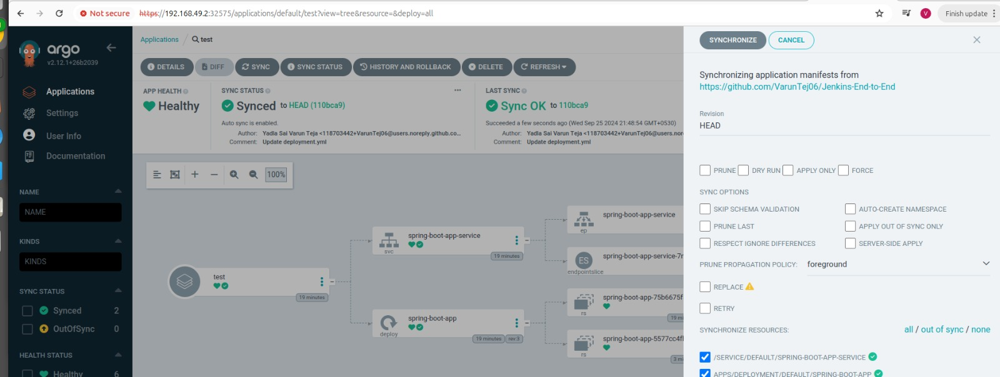 Not secure https://192.168.49.2:32575/applications/default/test?view=tree&resource=&deploy=all
V
Finish update
argo
v2.12.1+26b2039
Applications
Settings
User Info
Documentation
NAME
NAME
KINDS
KINDS
SYNC STATUS
Synced 2
OutOfSync 0
HEALTH STATUS
Healthy 6
Applications / test
DETAILS DIFF SYNC SYNC STATUS HISTORY AND ROLLBACK DELETE REFRESH
APP HEALTH
Healthy
SYNC STATUS
...
Synced to HEAD (110bca9)
Auto sync is enabled.
Author: Yadla Sai Varun Teja <118703442+VarunTej06@users.noreply.github.co...
Comment: Update deployment.yml
LAST SYNC
Sync OK to 110bca9
Succeeded a few seconds ago (Wed Sep 25 2024 21:48:54 GMT+0530)
Author: Yadla Sai Varun Teja <118703442+VarunTej06@users.nore
Comment: Update deployment.yml
100%
test
19 minutes
spring-boot-app-service
svc
19 minutes
spring-boot-app
deploy
19 minutes rev:3
spring-boot-app-service
ep
ES
spring-boot-app-service-7r
endpointslice
spring-boot-app-75b6675f
rs
19 m
spring-boot-app-5577cc4f
rs
3 m
SYNCHRONIZE CANCEL
Synchronizing application manifests from
https://github.com/VarunTej06/Jenkins-End-to-End
Revision
HEAD
PRUNE DRY RUN APPLY ONLY FORCE
SYNC OPTIONS
SKIP SCHEMA VALIDATION AUTO-CREATE NAMESPACE
PRUNE LAST APPLY OUT OF SYNC ONLY
RESPECT IGNORE DIFFERENCES SERVER-SIDE APPLY
PRUNE PROPAGATION POLICY: foreground
REPLACE
RETRY
SYNCHRONIZE RESOURCES: all / out of sync / none
/SERVICE/DEFAULT/SPRING-BOOT-APP-SERVICE
APPS/DEPLOYMENT/DEFAULT/SPRING-BOOT-APP